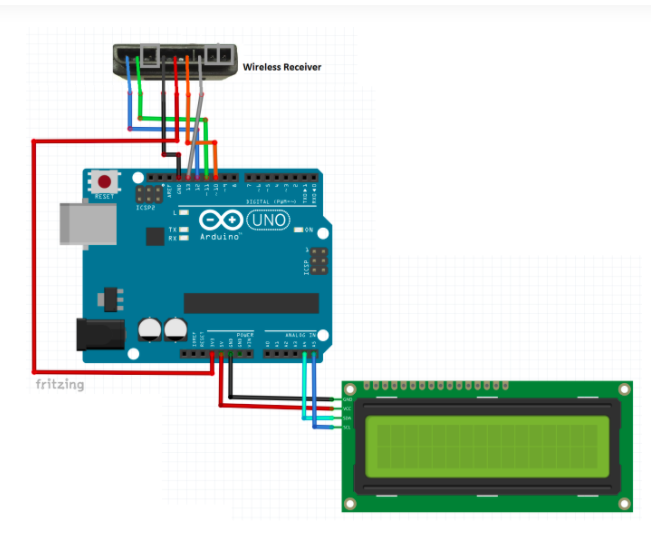 Wireless Receiver
RESET
ICSP2
AREF
GND
13
12
~11
~10
~9
8
7
~6
~5
4
~3
2
TX▶1
RX◀0
DIGITAL (PWM~)
L
TX
RX
UNO
Arduino™
ON
ICSP
1
POWER
ANALOG IN
IOREF
RESET
3V3
5V
GND
GND
VIN
A0
A1
A2
A3
A4
A5
fritzing
GND
VCC
SDA
SCL